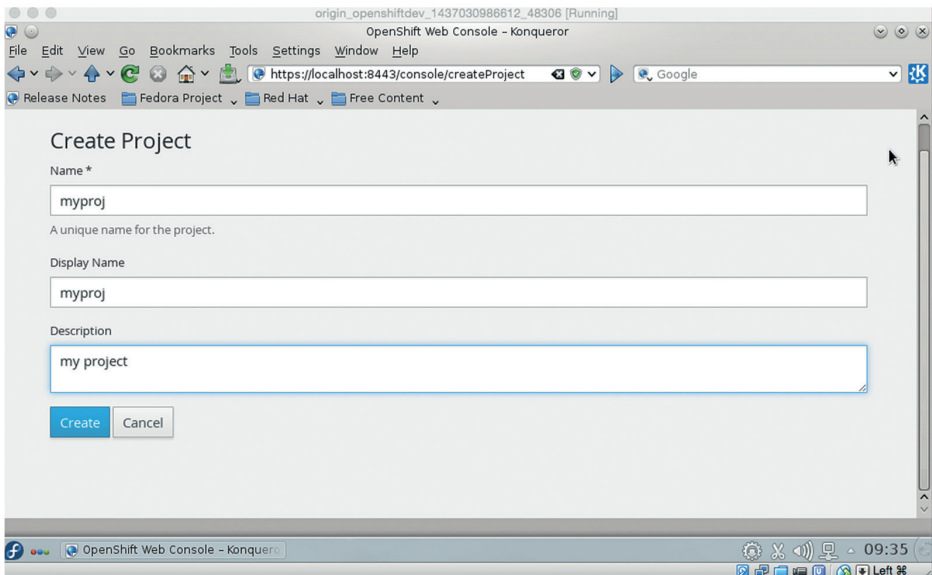 origin_openshiftdev_1437030986612_48306 [Running]
OpenShift Web Console – Konqueror
File Edit View Go Bookmarks Tools Settings Window Help
https://localhost:8443/console/createProject Google
Release Notes Fedora Project Red Hat Free Content
Create Project
Name *
myproj
A unique name for the project.
Display Name
myproj
Description
my project
Create Cancel
OpenShift Web Console – Konquerc 09:35
Left ⌘